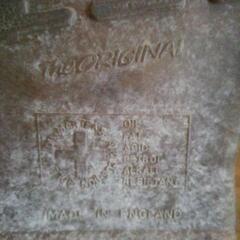 The ORIGINAL
OIL
FAT
ACID
PETROL
ALKALI
RESISTANT
MADE IN ENGLAND